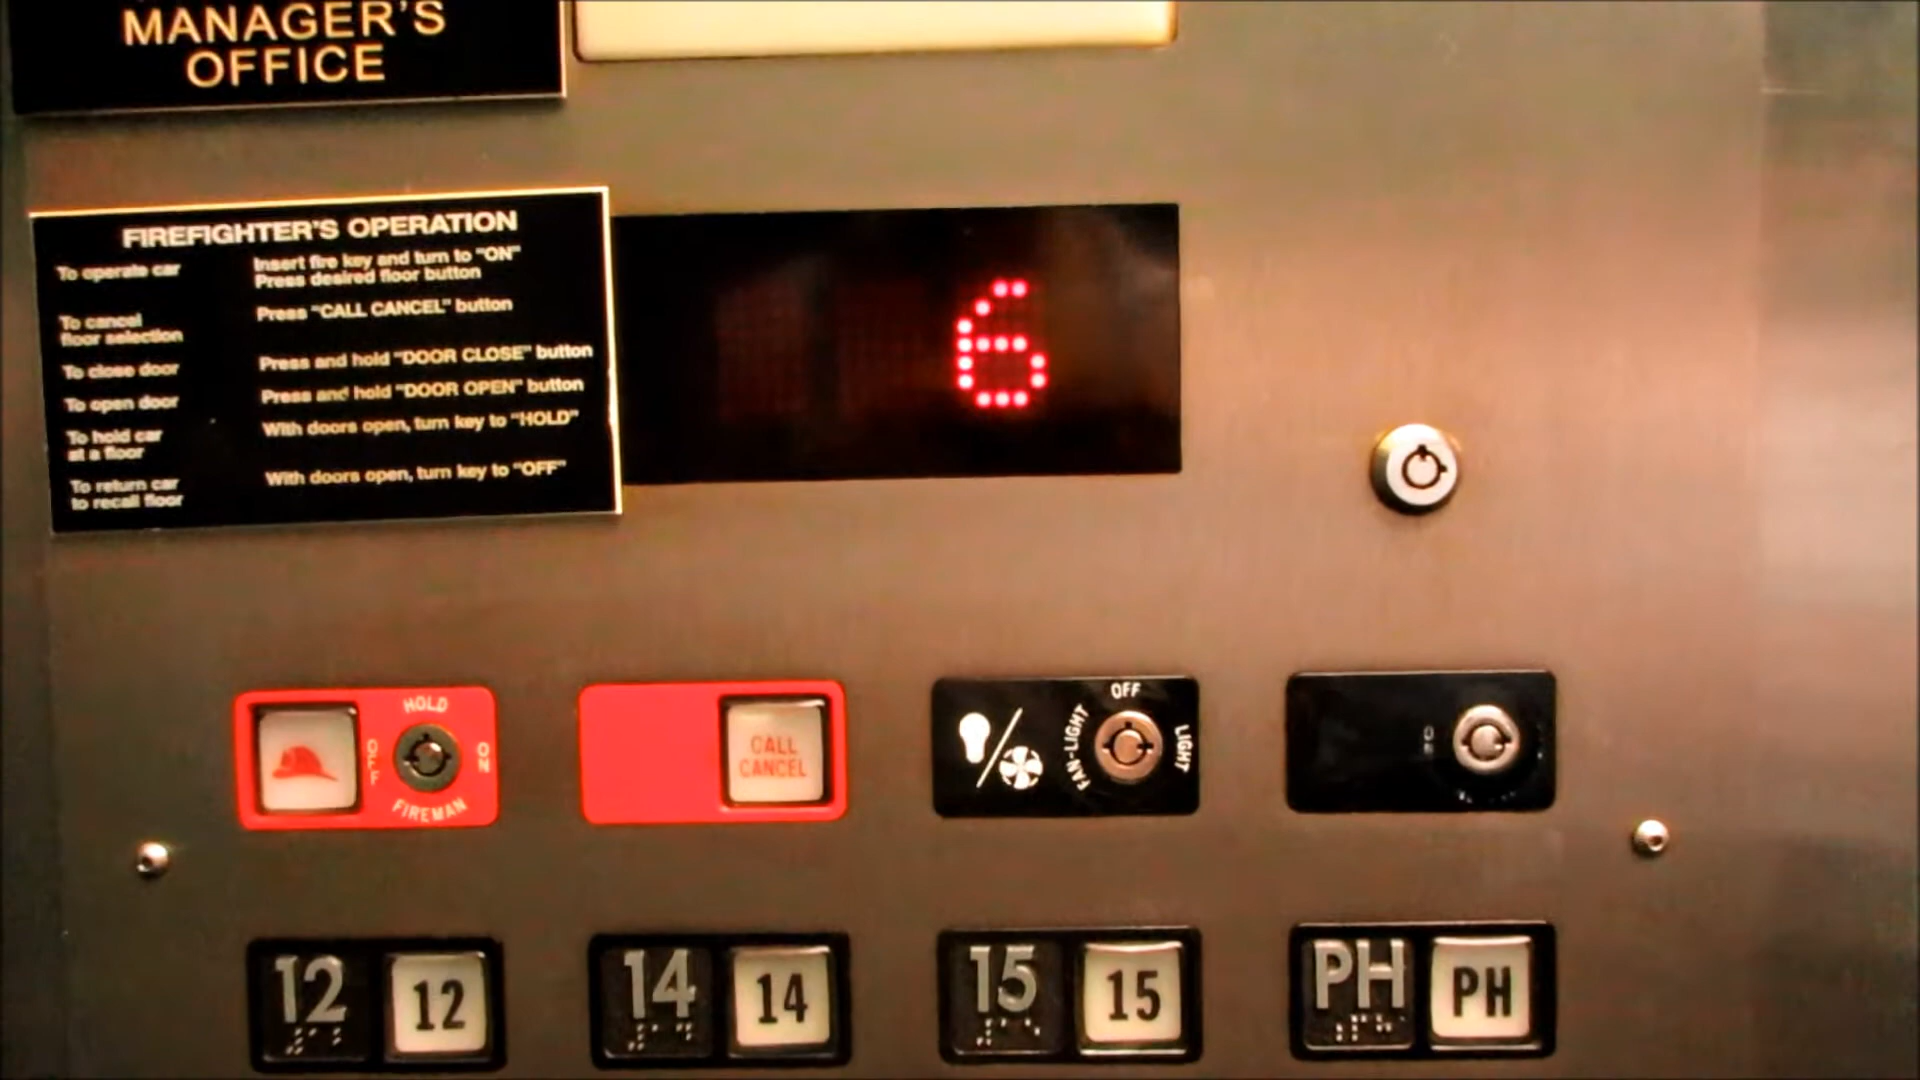 MANAGER'S
OFFICE
FIREFIGHTER'S OPERATION
To operate car
Insert fire key and turn to "ON"
Press desired floor button
To cancel
floor selection
Press "CALL CANCEL" button
To close door
Press and hold "DOOR CLOSE" button
To open door
Press and hold "DOOR OPEN" button
To hold car
at a floor
With doors open, turn key to "HOLD"
To return car
to recall floor
With doors open, turn key to "OFF"
6
HOLD
OFF
ON
FIREMAN
CALL
CANCEL
OFF
FAN-LIGHT
LIGHT
12
12
14
14
15
15
PH
PH